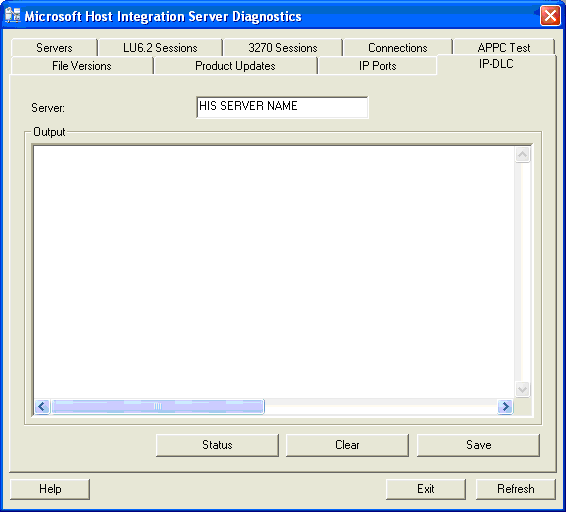 Microsoft Host Integration Server Diagnostics
Servers LU6.2 Sessions 3270 Sessions Connections APPC Test
File Versions Product Updates IP Ports IP-DLC
Server: HIS SERVER NAME
Output
Status Clear Save
Help Exit Refresh